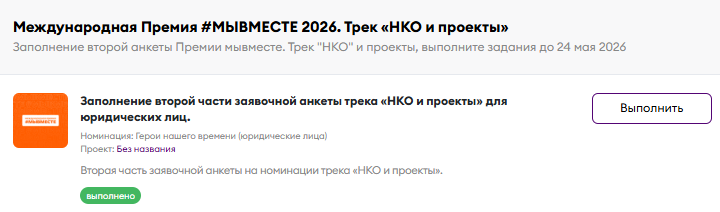 Международная Премия #МЫВМЕСТЕ 2026. Трек «НКО и проекты»
Заполнение второй анкеты Премии мывместе. Трек "НКО" и проекты, выполните задания до 24 мая 2026
Заполнение второй части заявочной анкеты трека «НКО и проекты» для
юридических лиц.
Выполнить
#МЫВМЕСТЕ
Номинация: Герои нашего времени (юридические лица)
Проект: Без названия
Вторая часть заявочной анкеты на номинации трека «НКО и проекты».
выполнено